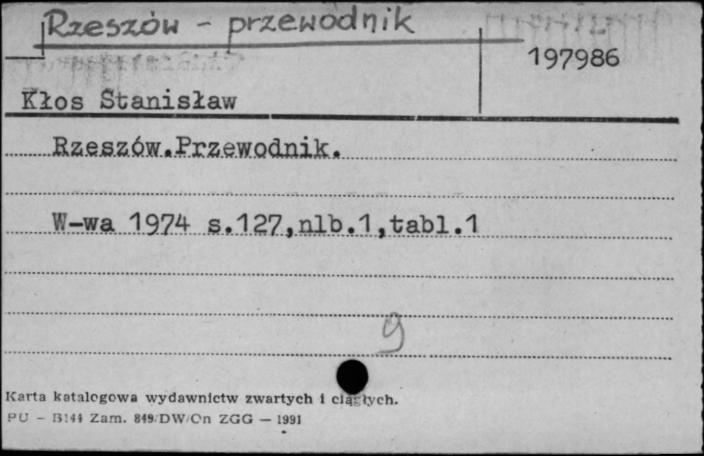 Rzeszów - przewodnik
197986
Kłos Stanisław
Rzeszów.Przewodnik.
W-wa 1974 s.127,nlb.1,tabl.1
9
Karta katalogowa wydawnictw zwartych i ciągłych.
PU - B144 Zam. 849/DW/Cn ZGG - 1991